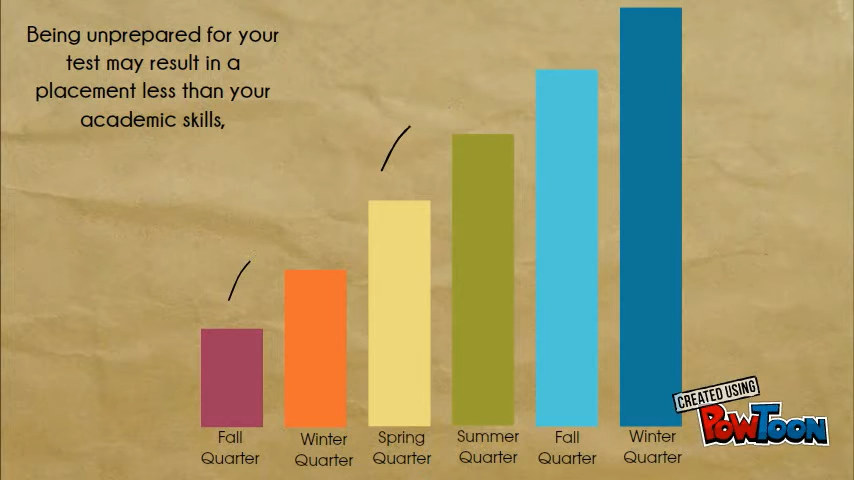 Being unprepared for your
test may result in a
placement less than your
academic skills,
Fall
Quarter
Winter
Quarter
Spring
Quarter
Summer
Quarter
Fall
Quarter
Winter
Quarter
CREATED USING
POWTOON